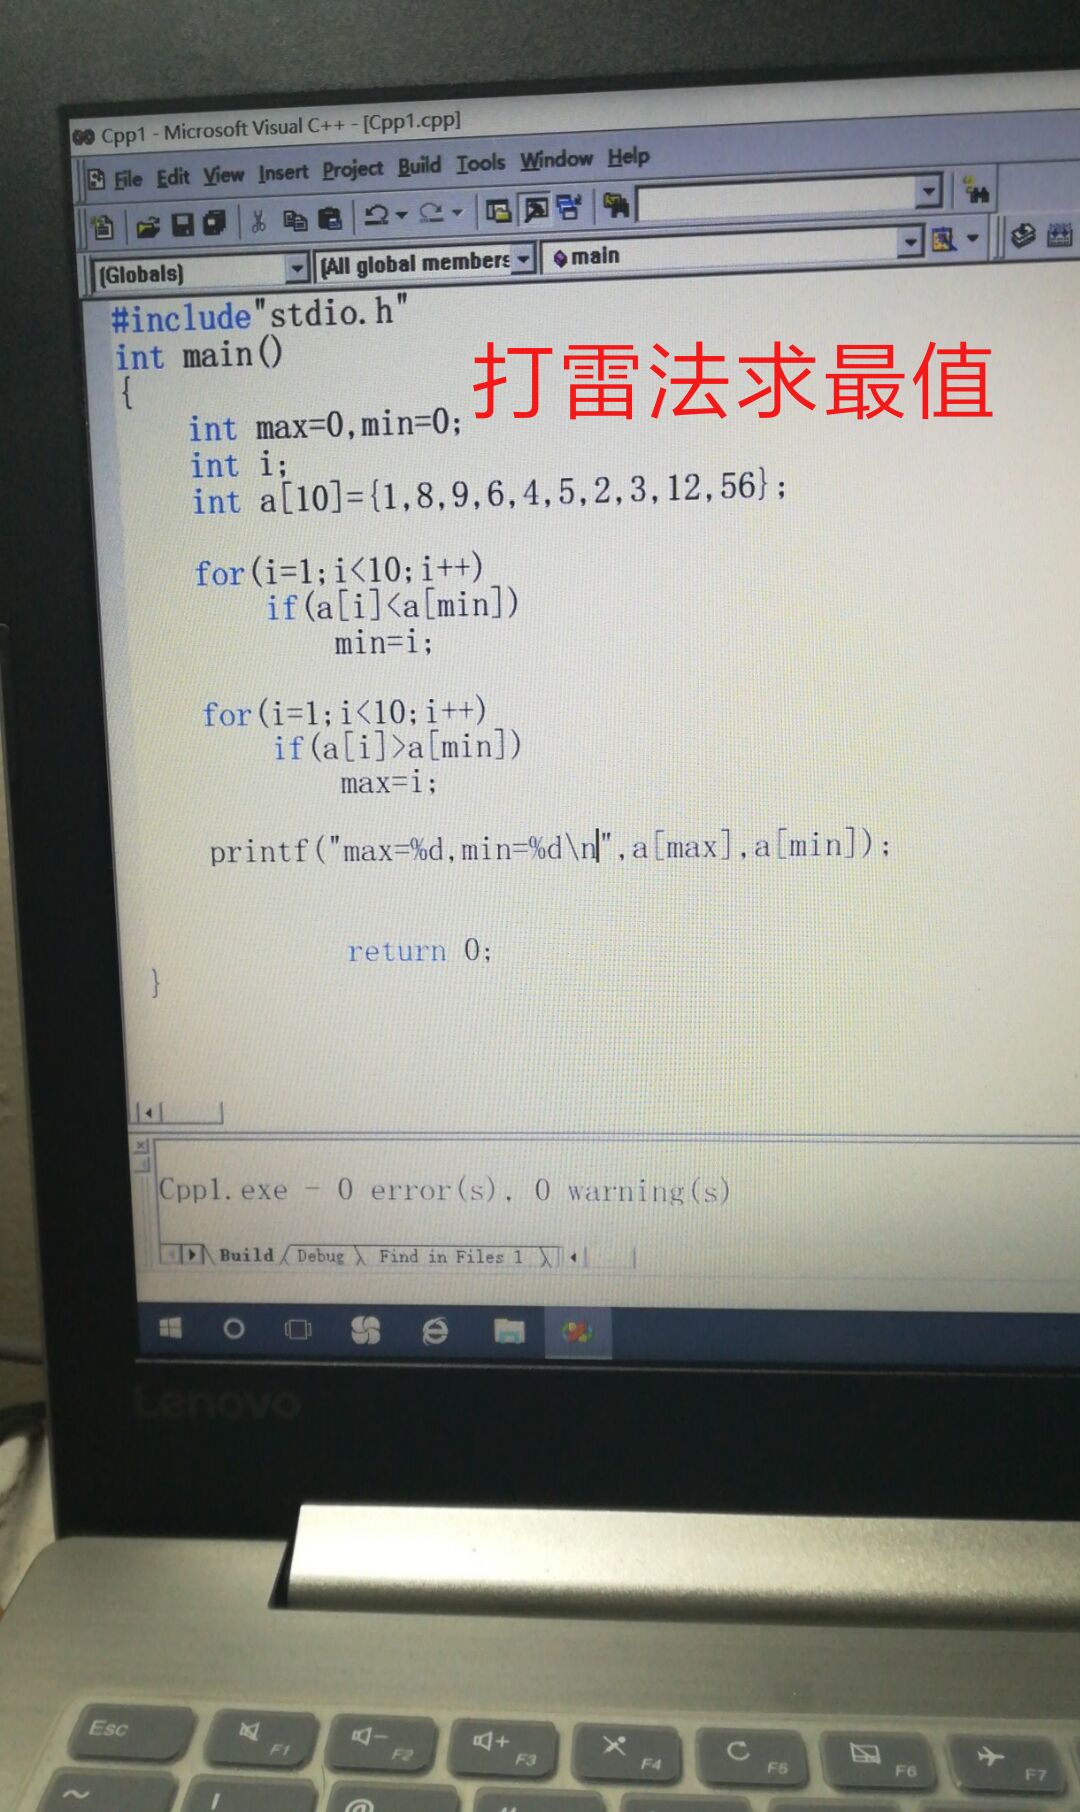 Cpp1 - Microsoft Visual C++ - [Cpp1.cpp]
File Edit View Insert Project Build Tools Window Help
(Globals) (All global members main
#include"stdio.h"
int main()
{
打雷法求最值
int max=0,min=0;
int i;
int a[10]={1,8,9,6,4,5,2,3,12,56};
for(i=1;i<10;i++)
if(a[i]<a[min])
min=i;
for(i=1;i<10;i++)
if(a[i]>a[min])
max=i;
printf("max=%d,min=%d\n",a[max],a[min]);
return 0;
}
Cpp1.exe - 0 error(s), 0 warning(s)
Build Debug Find in Files 1
Lenovo
Esc F1 F2 F3 F4 F5 F6 F7
~ ! @